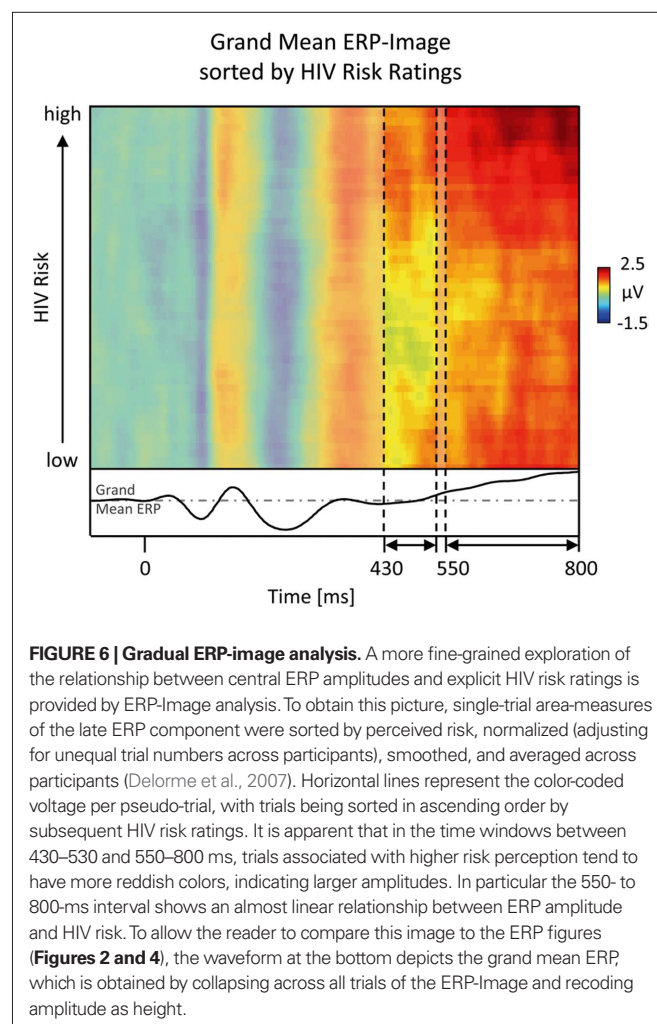 Grand Mean ERP-Image
sorted by HIV Risk Ratings
high
HIV Risk
low
2.5
µV
-1.5
Grand
Mean ERP
0
430
550
800
Time [ms]
FIGURE 6 | Gradual ERP-image analysis. A more fine-grained exploration of
the relationship between central ERP amplitudes and explicit HIV risk ratings is
provided by ERP-Image analysis. To obtain this picture, single-trial area-measures
of the late ERP component were sorted by perceived risk, normalized (adjusting
for unequal trial numbers across participants), smoothed, and averaged across
participants (Delorme et al., 2007). Horizontal lines represent the color-coded
voltage per pseudo-trial, with trials being sorted in ascending order by
subsequent HIV risk ratings. It is apparent that in the time windows between
430–530 and 550–800 ms, trials associated with higher risk perception tend to
have more reddish colors, indicating larger amplitudes. In particular the 550- to
800-ms interval shows an almost linear relationship between ERP amplitude
and HIV risk. To allow the reader to compare this image to the ERP figures
(Figures 2 and 4), the waveform at the bottom depicts the grand mean ERP,
which is obtained by collapsing across all trials of the ERP-Image and recoding
amplitude as height.